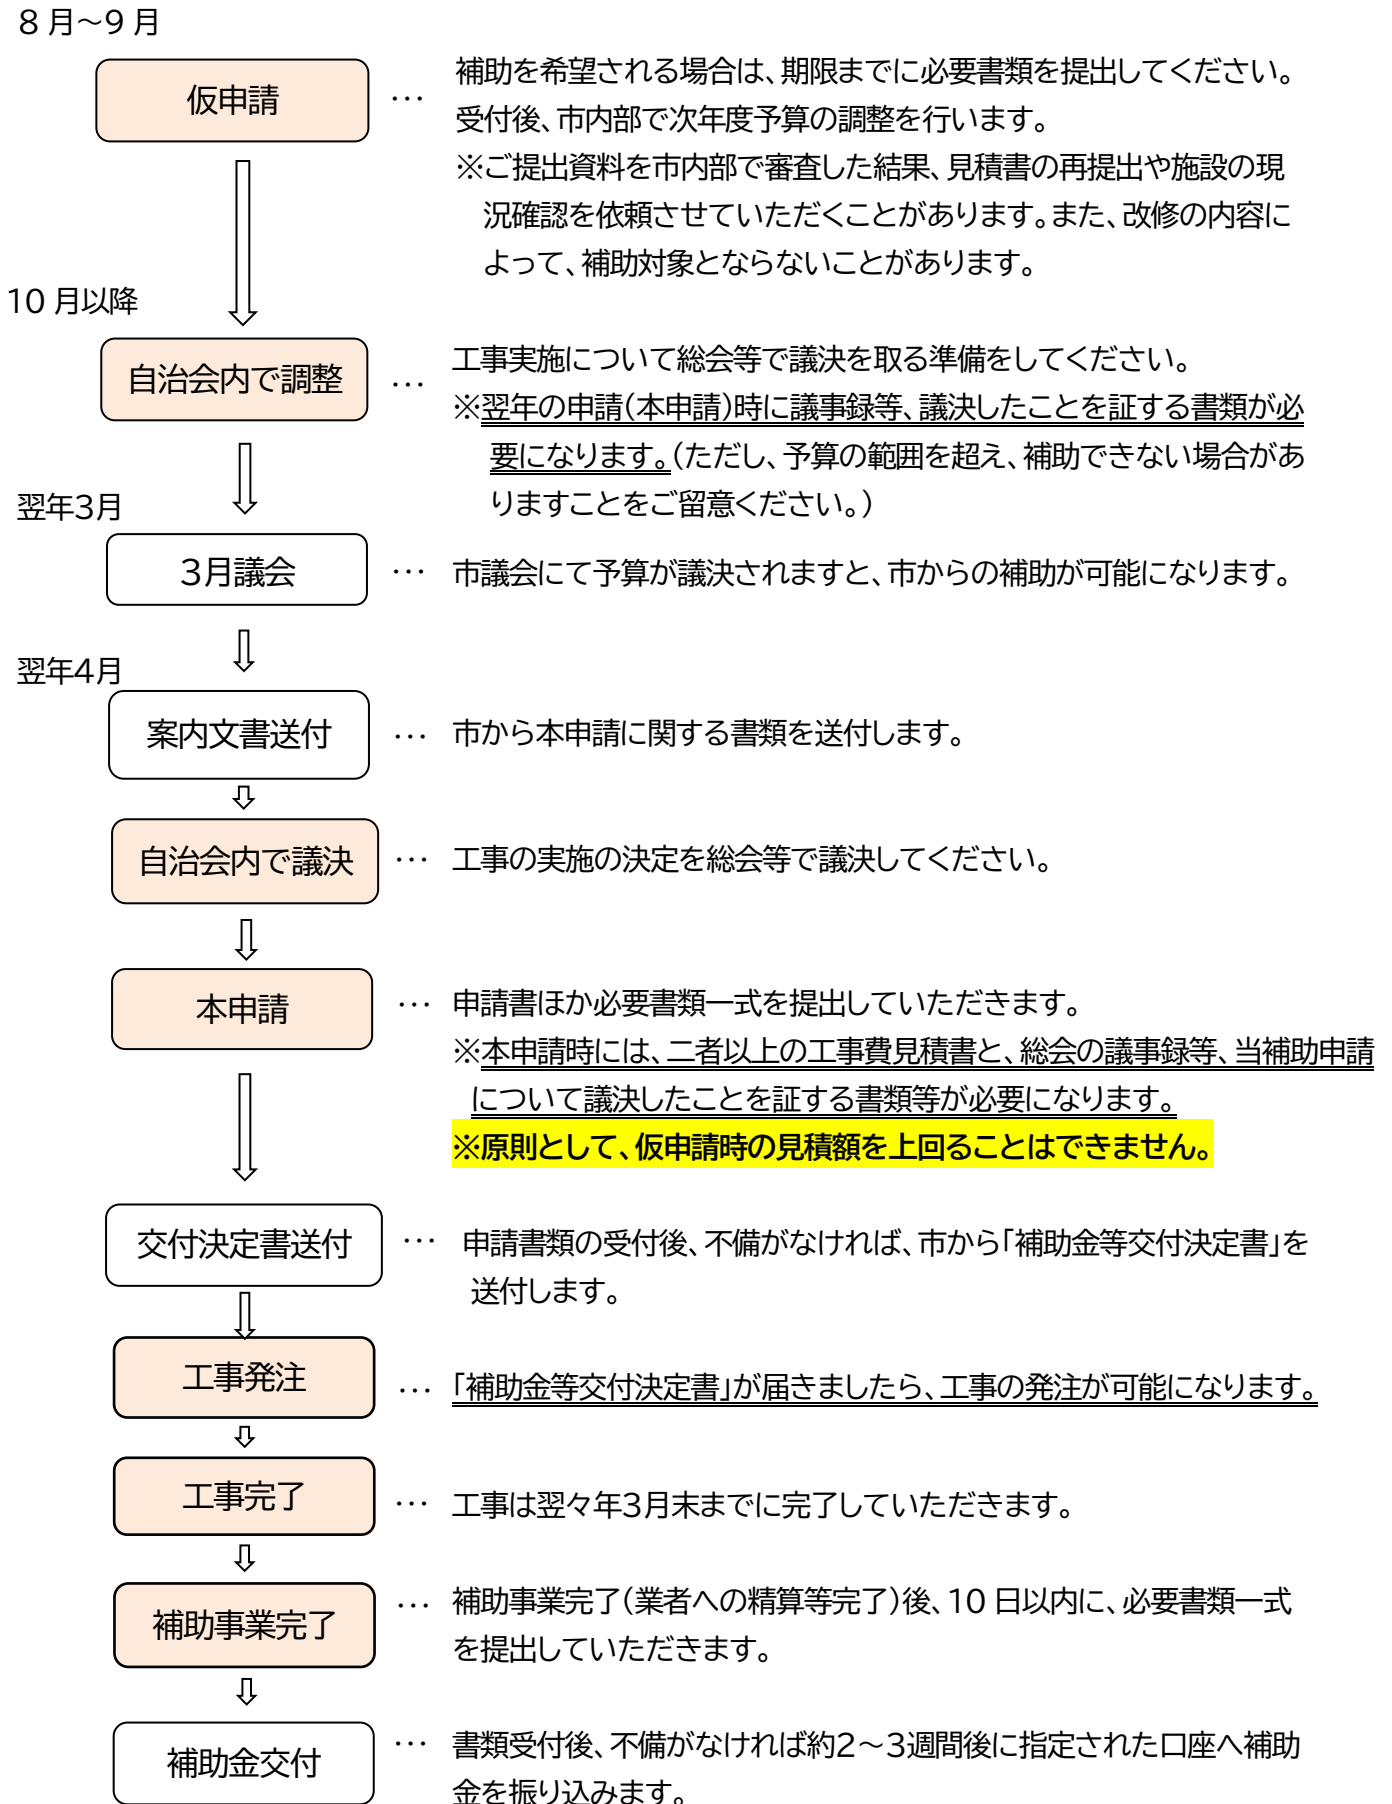 8月～9月
仮申請
… 補助を希望される場合は、期限までに必要書類を提出してください。
受付後、市内部で次年度予算の調整を行います。
※ご提出資料を市内部で審査した結果、見積書の再提出や施設の現
況確認を依頼させていただくことがあります。また、改修の内容に
よって、補助対象とならないことがあります。
10月以降
自治会内で調整
… 工事実施について総会等で議決を取る準備をしてください。
※翌年の申請（本申請）時に議事録等、議決したことを証する書類が必
要になります。（ただし、予算の範囲を超え、補助できない場合があ
りますことをご留意ください。）
翌年3月
3月議会
… 市議会にて予算が議決されますと、市からの補助が可能になります。
翌年4月
案内文書送付
… 市から本申請に関する書類を送付します。
自治会内で議決
… 工事の実施の決定を総会等で議決してください。
本申請
… 申請書ほか必要書類一式を提出していただきます。
※本申請時には、二者以上の工事費見積書と、総会の議事録等、当補助申請
について議決したことを証する書類等が必要になります。
※原則として、仮申請時の見積額を上回ることはできません。
交付決定書送付
… 申請書類の受付後、不備がなければ、市から「補助金等交付決定書」を
送付します。
工事発注
… 「補助金等交付決定書」が届きましたら、工事の発注が可能になります。
工事完了
… 工事は翌々年3月末までに完了していただきます。
補助事業完了
… 補助事業完了（業者への精算等完了）後、10日以内に、必要書類一式
を提出していただきます。
補助金交付
… 書類受付後、不備がなければ約2～3週間後に指定された口座へ補助
金を振り込みます。